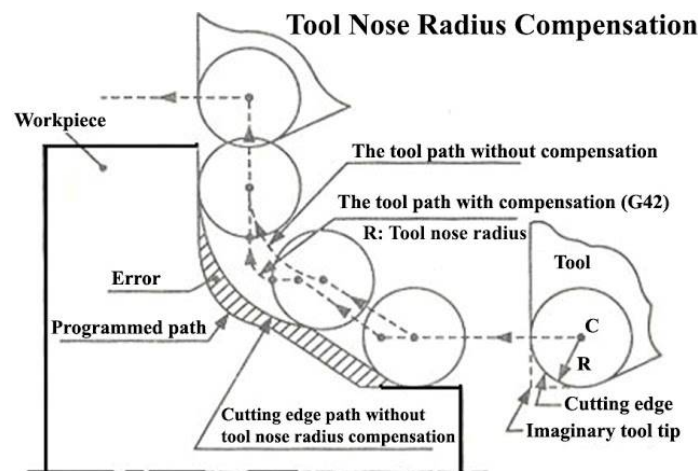 Tool Nose Radius Compensation
Workpiece
The tool path without compensation
The tool path with compensation (G42)
R: Tool nose radius
Error
Programmed path
Tool
C
R
Cutting edge path without
tool nose radius compensation
Cutting edge
Imaginary tool tip